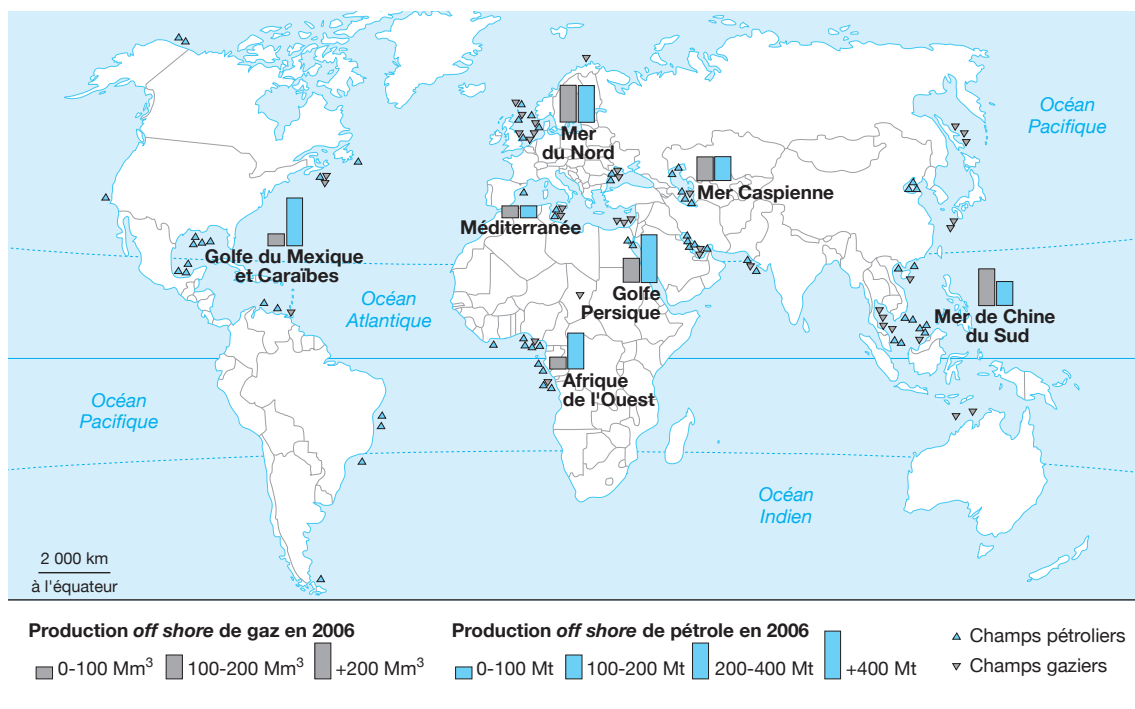 Océan
Pacifique
Mer
du Nord
Mer Caspienne
Méditerranée
Golfe du Mexique
et Caraïbes
Océan
Atlantique
Golfe
Persique
Mer de Chine
du Sud
Afrique
de l'Ouest
Océan
Pacifique
Océan
Indien
2 000 km
à l'équateur
Production off shore de gaz en 2006
0-100 Mm³
100-200 Mm³
+200 Mm³
Production off shore de pétrole en 2006
0-100 Mt
100-200 Mt
200-400 Mt
+400 Mt
Champs pétroliers
Champs gaziers